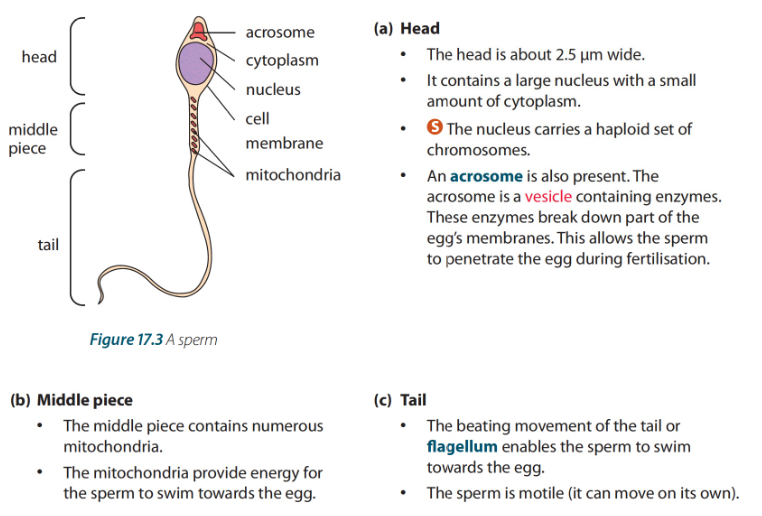 head
middle
piece
tail
acrosome
cytoplasm
nucleus
cell
membrane
mitochondria
Figure 17.3 A sperm
(a) Head
• The head is about 2.5 µm wide.
• It contains a large nucleus with a small
amount of cytoplasm.
• S The nucleus carries a haploid set of
chromosomes.
• An acrosome is also present. The
acrosome is a vesicle containing enzymes.
These enzymes break down part of the
egg's membranes. This allows the sperm
to penetrate the egg during fertilisation.
(b) Middle piece
• The middle piece contains numerous
mitochondria.
• The mitochondria provide energy for
the sperm to swim towards the egg.
(c) Tail
• The beating movement of the tail or
flagellum enables the sperm to swim
towards the egg.
• The sperm is motile (it can move on its own).